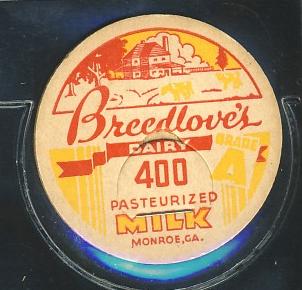 Breedlove's
DAIRY
GRADE
A
400
PASTEURIZED
MILK
MONROE, GA.